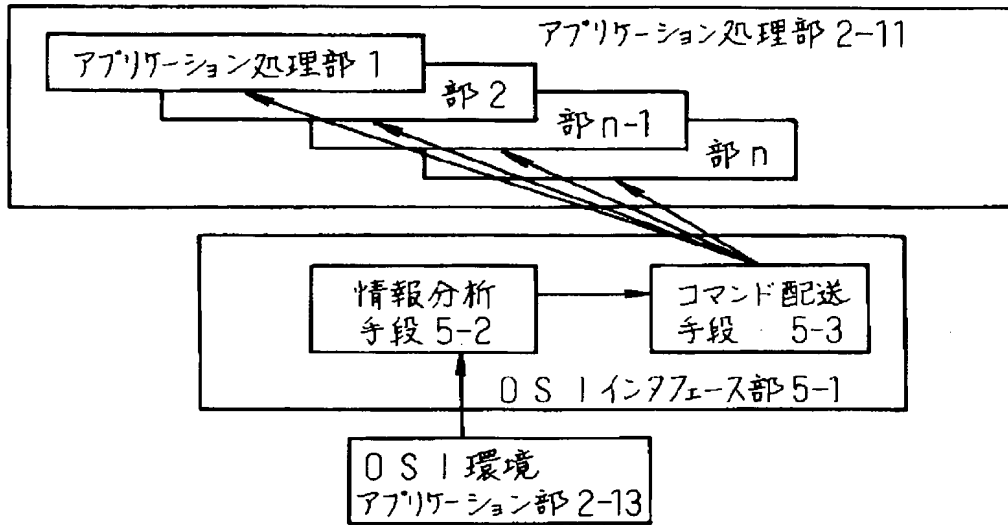 アプリケーション処理部 2-11
アプリケーション処理部 1
部 2
部 n-1
部 n
情報分析
手段 5-2
コマンド配送
手段 5-3
OSIインタフェース部 5-1
OSI環境
アプリケーション部 2-13